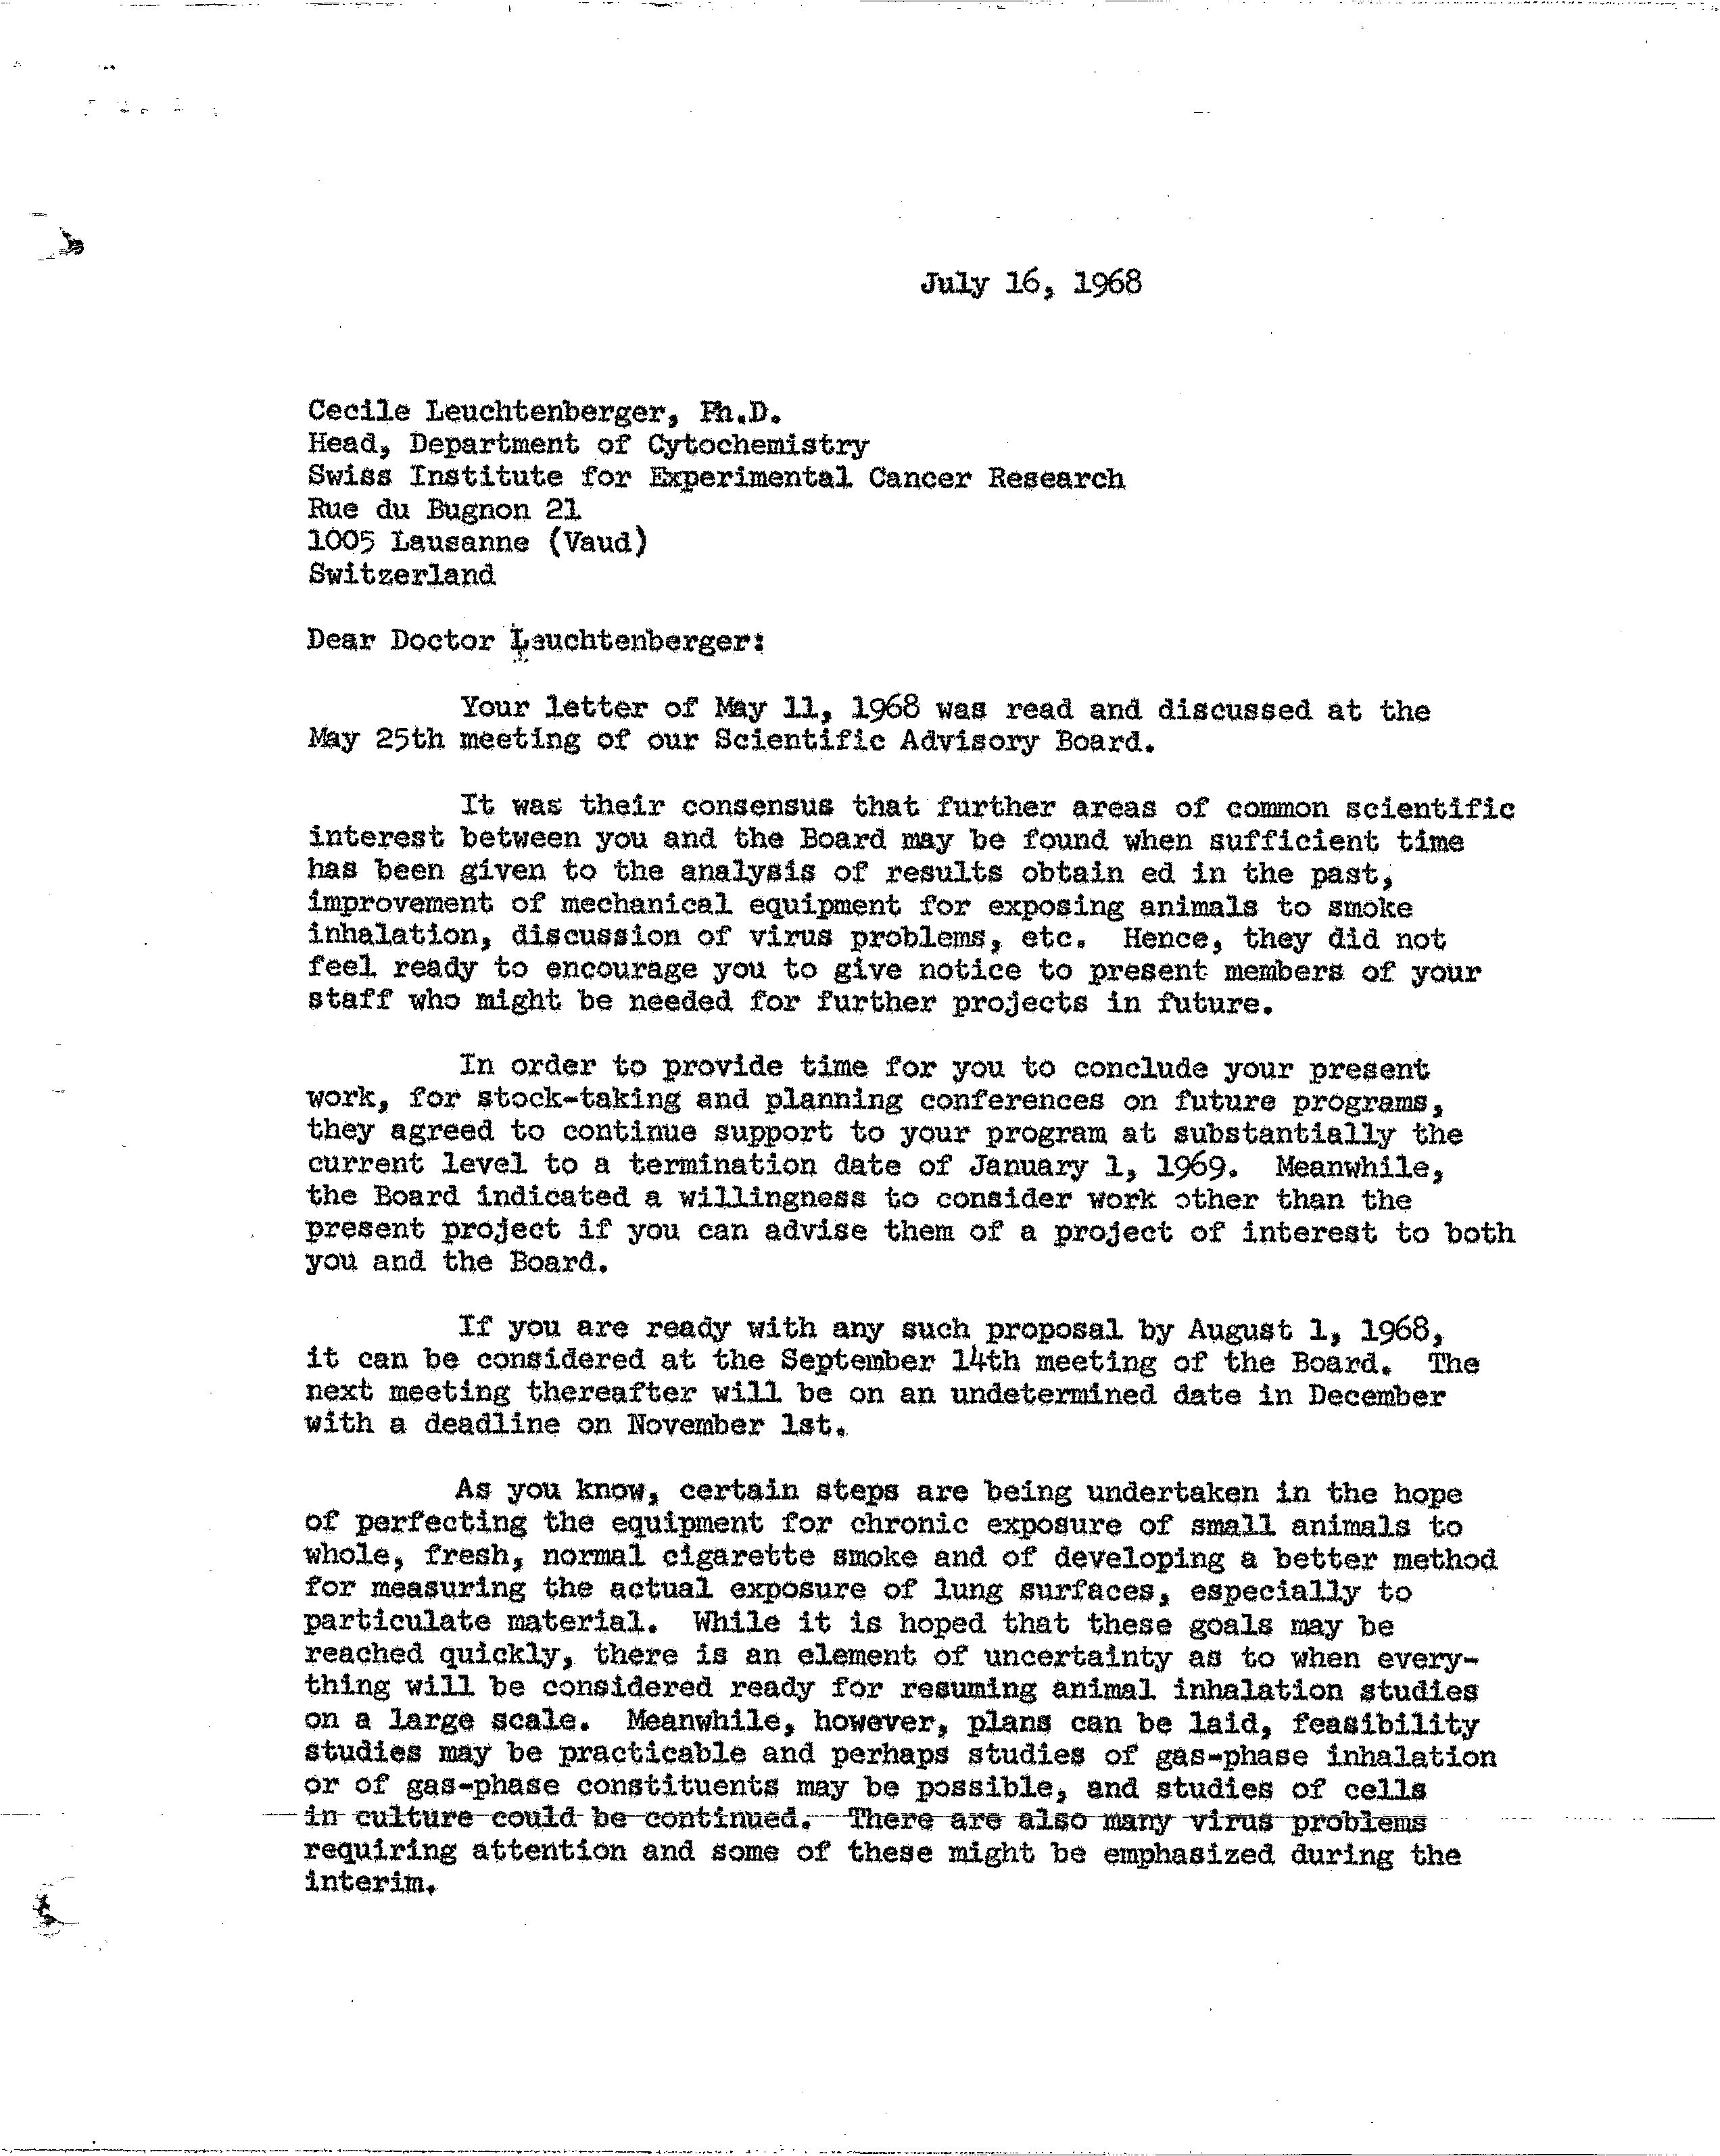 July 16, 1968
Cecile Leuchtenberger, Ph.D.
Head, Department of Cytochemistry
Swiss Institute for Experimental Cancer Research
Rue du Bugnon 21
1005 Lausanne (Vaud)
Switzerland
Dear Doctor Leuchtenberger:
Your letter of May 11, 1968 was read and discussed at the
May 25th meeting of our Scientific Advisory Board.
It was their consensus that further areas of common scientific
interest between you and the Board may be found when sufficient time
has been given to the analysis of results obtain ed in the past,
improvement of mechanical equipment for exposing animals to smoke
inhalation, discussion of virus problems, etc. Hence, they did not
feel ready to encourage you to give notice to present members of your
staff who might be needed for further projects in future.
In order to provide time for you to conclude your present
work, for stock-taking and planning conferences on future programs,
they agreed to continue support to your program at substantially the
current level to a termination date of January 1, 1969. Meanwhile,
the Board indicated a willingness to consider work other than the
present project if you can advise them of a project of interest to both
you and the Board.
If you are ready with any such proposal by August 1, 1968,
it can be considered at the September 14th meeting of the Board. The
next meeting thereafter will be on an undetermined date in December
with a deadline on November 1st.
As you know, certain steps are being undertaken in the hope
of perfecting the equipment for chronic exposure of small animals to
whole, fresh, normal cigarette smoke and of developing a better method
for measuring the actual exposure of lung surfaces, especially to
particulate material. While it is hoped that these goals may be
reached quickly, there is an element of uncertainty as to when every-
thing will be considered ready for resuming animal inhalation studies
on a large scale. Meanwhile, however, plans can be laid, feasibility
studies may be practicable and perhaps studies of gas-phase inhalation
or of gas-phase constituents may be possible, and studies of cells
in culture could be continued. There are also many virus problems
requiring attention and some of these might be emphasized during the
interim.